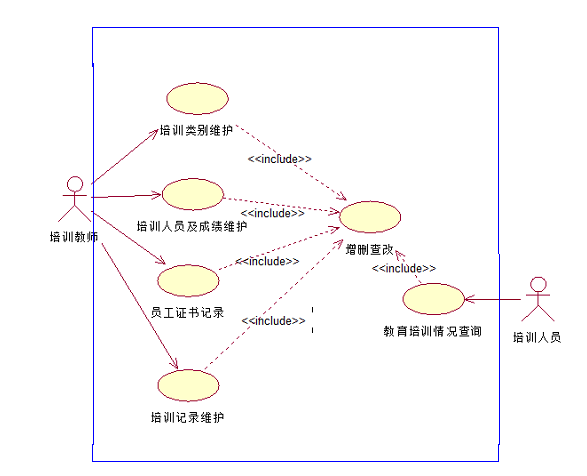 培训类别维护
<<include>>
培训人员及成绩维护
<<include>>
培训教师
增删查改
<<include>>
<<include>>
员工证书记录
<<include>>
教育培训情况查询
培训人员
培训记录维护